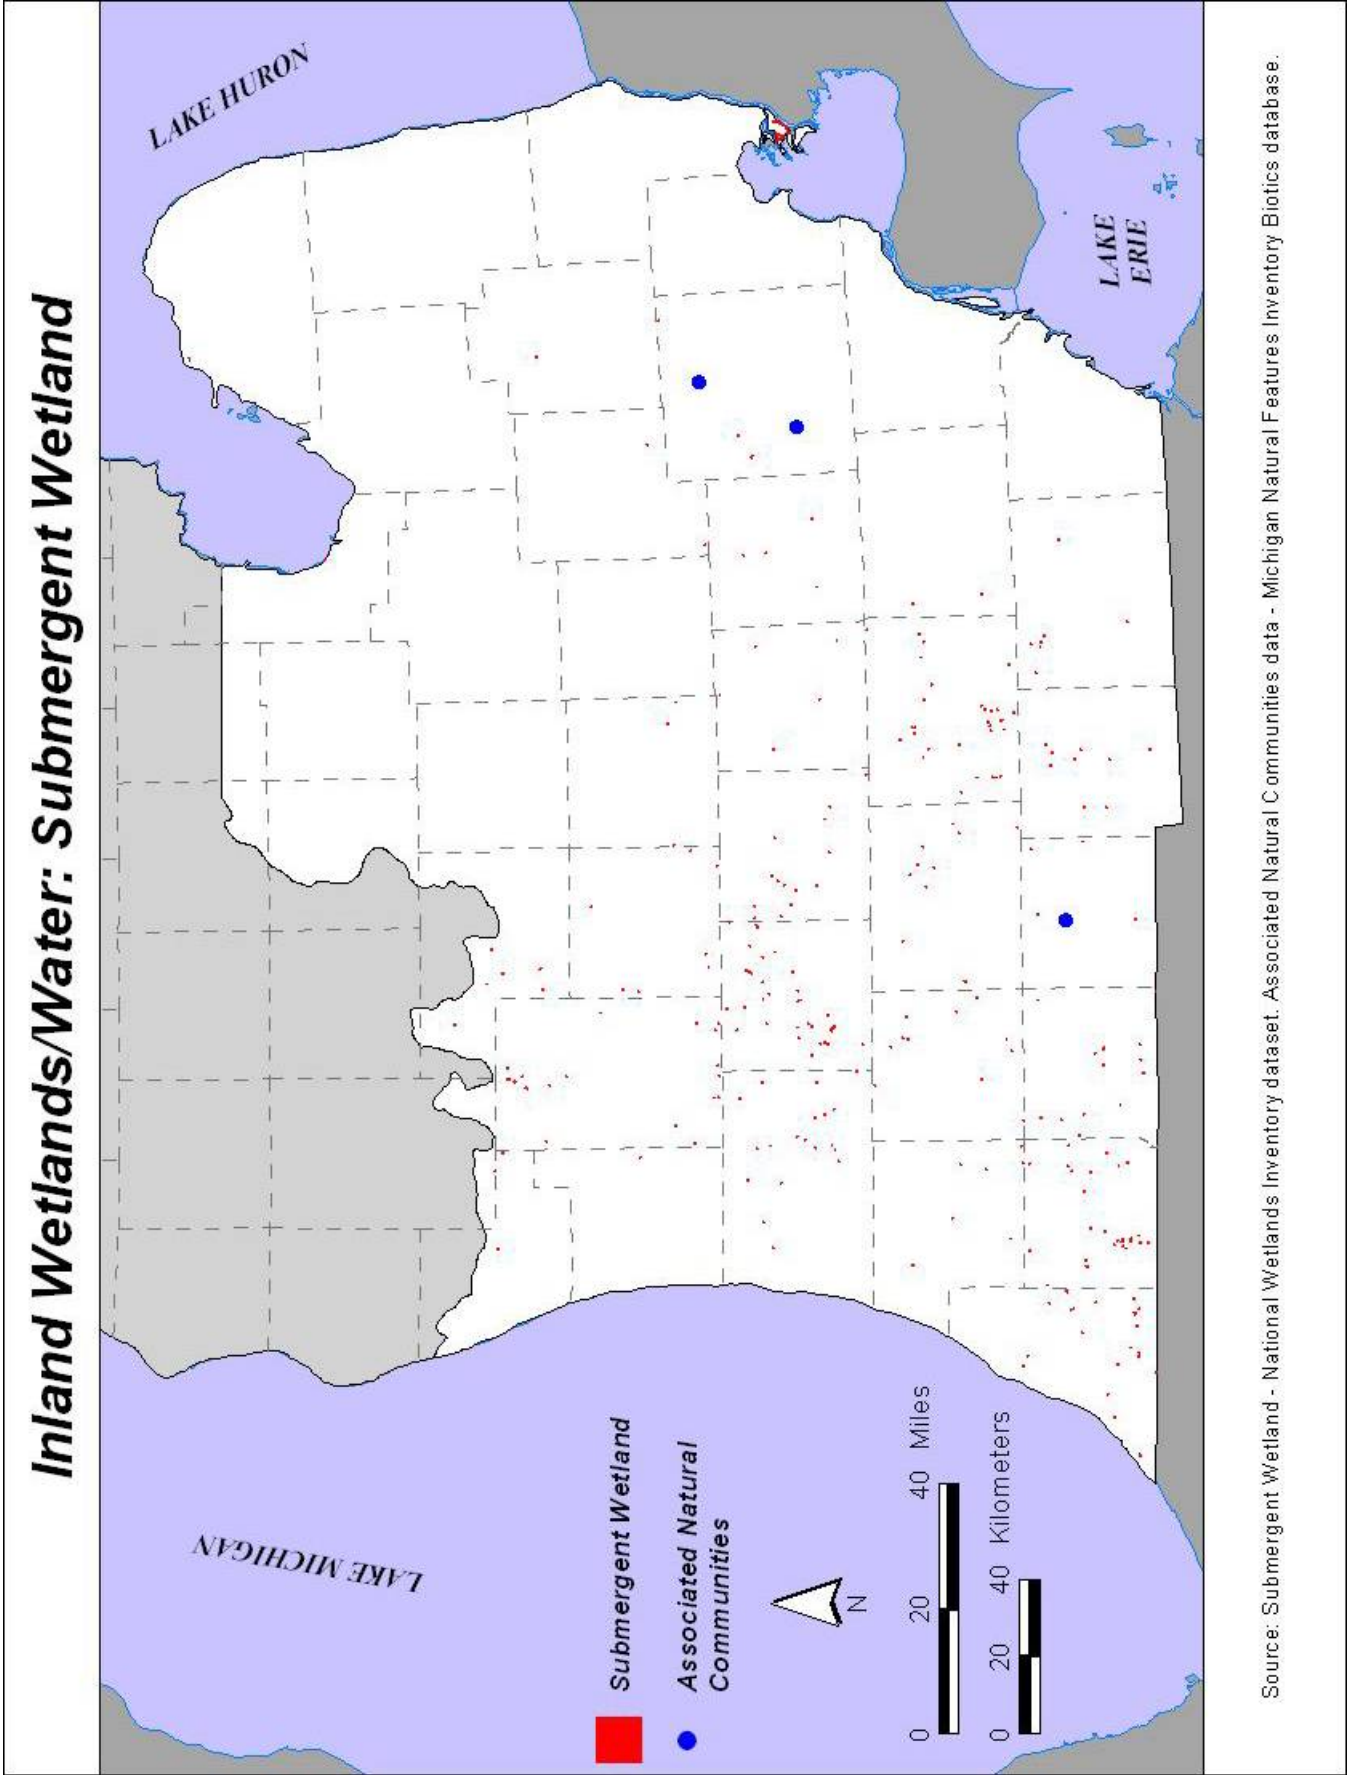 Inland Wetlands/Water: Submergent Wetland
LAKE HURON
LAKE MICHIGAN
LAKE
ERIE
Submergent Wetland
Associated Natural
Communities
N
0 20 40 Miles
0 20 40 Kilometers
Source: Submergent Wetland - National Wetlands Inventory dataset. Associated Natural Communities data - Michigan Natural Features Inventory Biotics database.